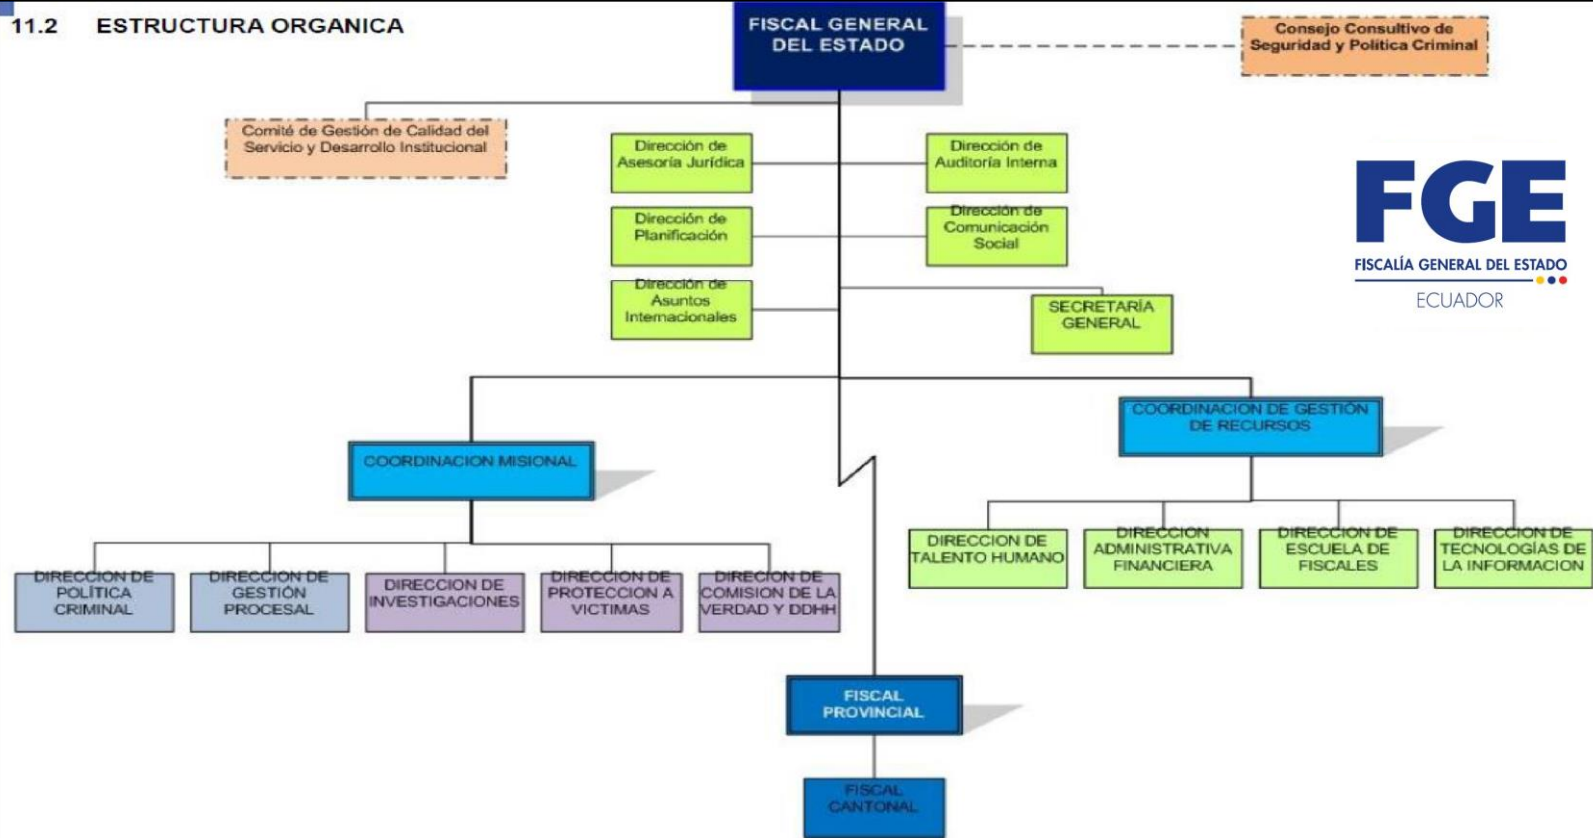 11.2 ESTRUCTURA ORGANICA
FISCAL GENERAL
DEL ESTADO
Consejo Consultivo de
Seguridad y Política Criminal
Comité de Gestión de Calidad del
Servicio y Desarrollo Institucional
Dirección de
Asesoría Jurídica
Dirección de
Auditoría Interna
Dirección de
Planificación
Dirección de
Comunicación
Social
Dirección de
Asuntos
Internacionales
SECRETARÍA
GENERAL
FGE
FISCALÍA GENERAL DEL ESTADO
ECUADOR
COORDINACION MISIONAL
COORDINACION DE GESTIÓN
DE RECURSOS
DIRECCION DE
POLÍTICA
CRIMINAL
DIRECCION DE
GESTIÓN
PROCESAL
DIRECCION DE
INVESTIGACIONES
DIRECCION DE
PROTECCION A
VICTIMAS
DIRECION DE
COMISION DE LA
VERDAD Y DDHH
DIRECCION DE
TALENTO HUMANO
DIRECCION
ADMINISTRATIVA
FINANCIERA
DIRECCION DE
ESCUELA DE
FISCALES
DIRECCION DE
TECNOLOGÍAS DE
LA INFORMACION
FISCAL
PROVINCIAL
FISCAL
CANTONAL